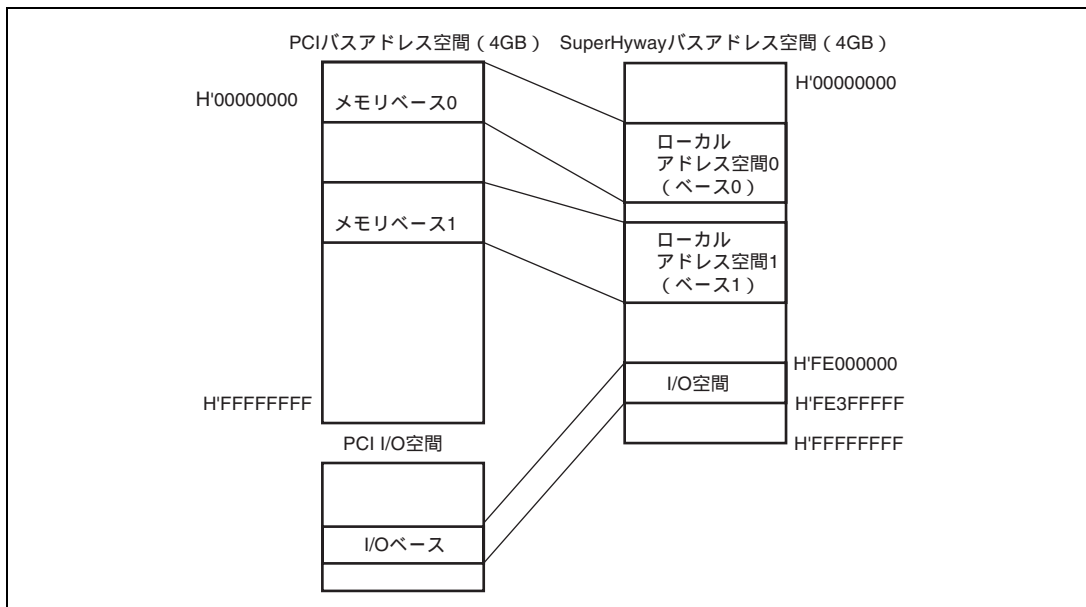 PCIバスアドレス空間（4GB）
H'00000000
メモリベース0
メモリベース1
H'FFFFFFFF
PCI I/O空間
I/Oベース
SuperHywayバスアドレス空間（4GB）
H'00000000
ローカル
アドレス空間0
（ベース0）
ローカル
アドレス空間1
（ベース1）
H'FE000000
I/O空間
H'FE3FFFFF
H'FFFFFFFF